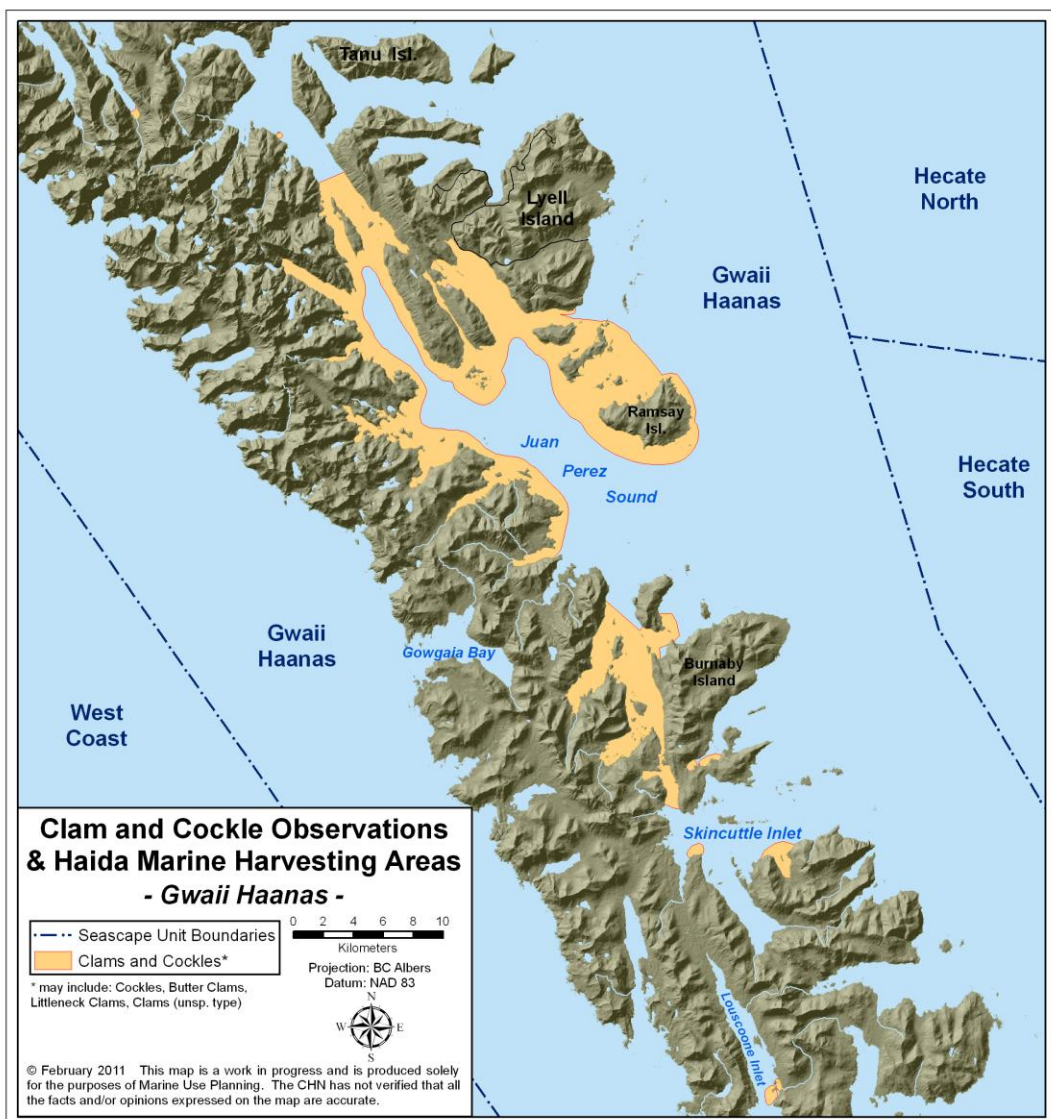 Tanu Isl.
Lyell
Island
Hecate
North
Gwaii
Haanas
Ramsay
Isl.
Juan
Perez
Sound
Hecate
South
Gwaii
Haanas
Gowgaia Bay
Burnaby
Island
West
Coast
Skincuttle Inlet
Louscoone Inlet
Clam and Cockle Observations
& Haida Marine Harvesting Areas
- Gwaii Haanas -
Seascape Unit Boundaries
Clams and Cockles*
* may include: Cockles, Butter Clams,
Littleneck Clams, Clams (unsp. type)
0 2 4 6 8 10
Kilometers
Projection: BC Albers
Datum: NAD 83
N
W E
S
© February 2011 This map is a work in progress and is produced solely
for the purposes of Marine Use Planning. The CHN has not verified that all
the facts and/or opinions expressed on the map are accurate.